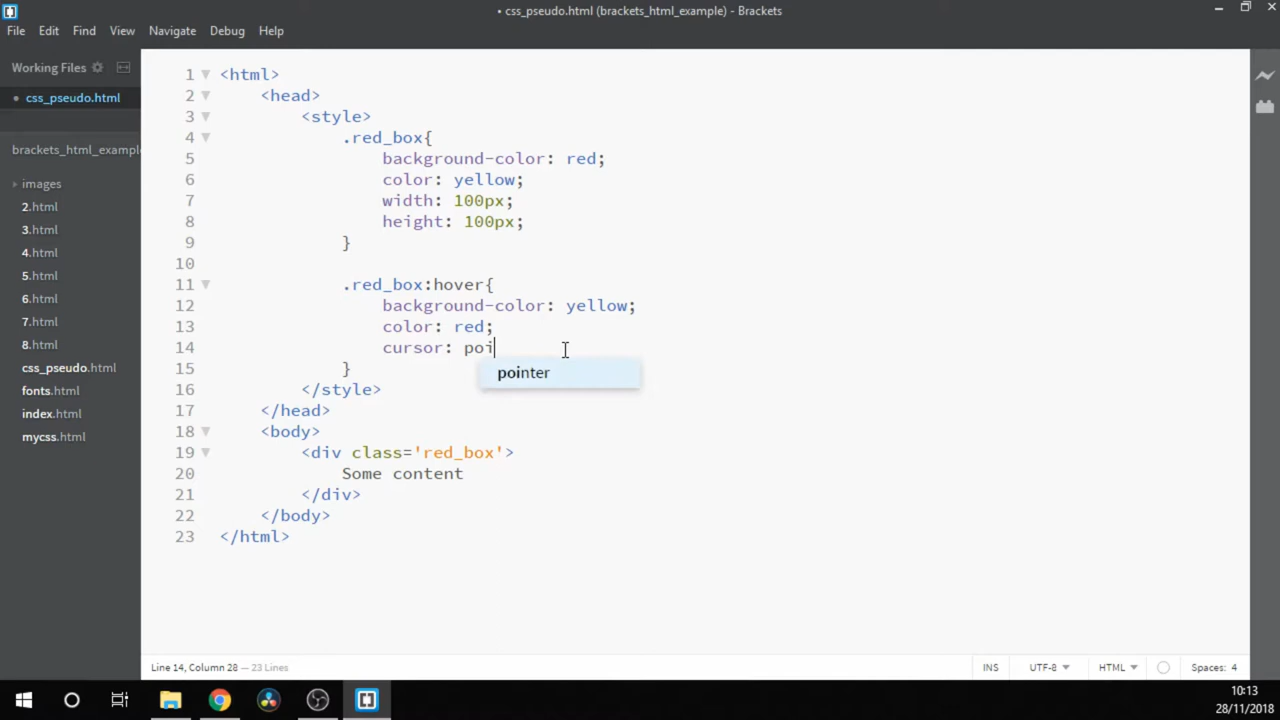 • css_pseudo.html (brackets_html_example) - Brackets
File Edit Find View Navigate Debug Help
Working Files
• css_pseudo.html
brackets_html_exampl
images
2.html
3.html
4.html
5.html
6.html
7.html
8.html
css_pseudo.html
fonts.html
index.html
mycss.html
1 <html>
2 <head>
3 <style>
4 .red_box{
5 background-color: red;
6 color: yellow;
7 width: 100px;
8 height: 100px;
9 }
10
11 .red_box:hover{
12 background-color: yellow;
13 color: red;
14 cursor: poi
pointer
15 }
16 </style>
17 </head>
18 <body>
19 <div class='red_box'>
20 Some content
21 </div>
22 </body>
23 </html>
Line 14, Column 28 — 23 Lines
INS UTF-8 HTML Spaces: 4
10:13
28/11/2018